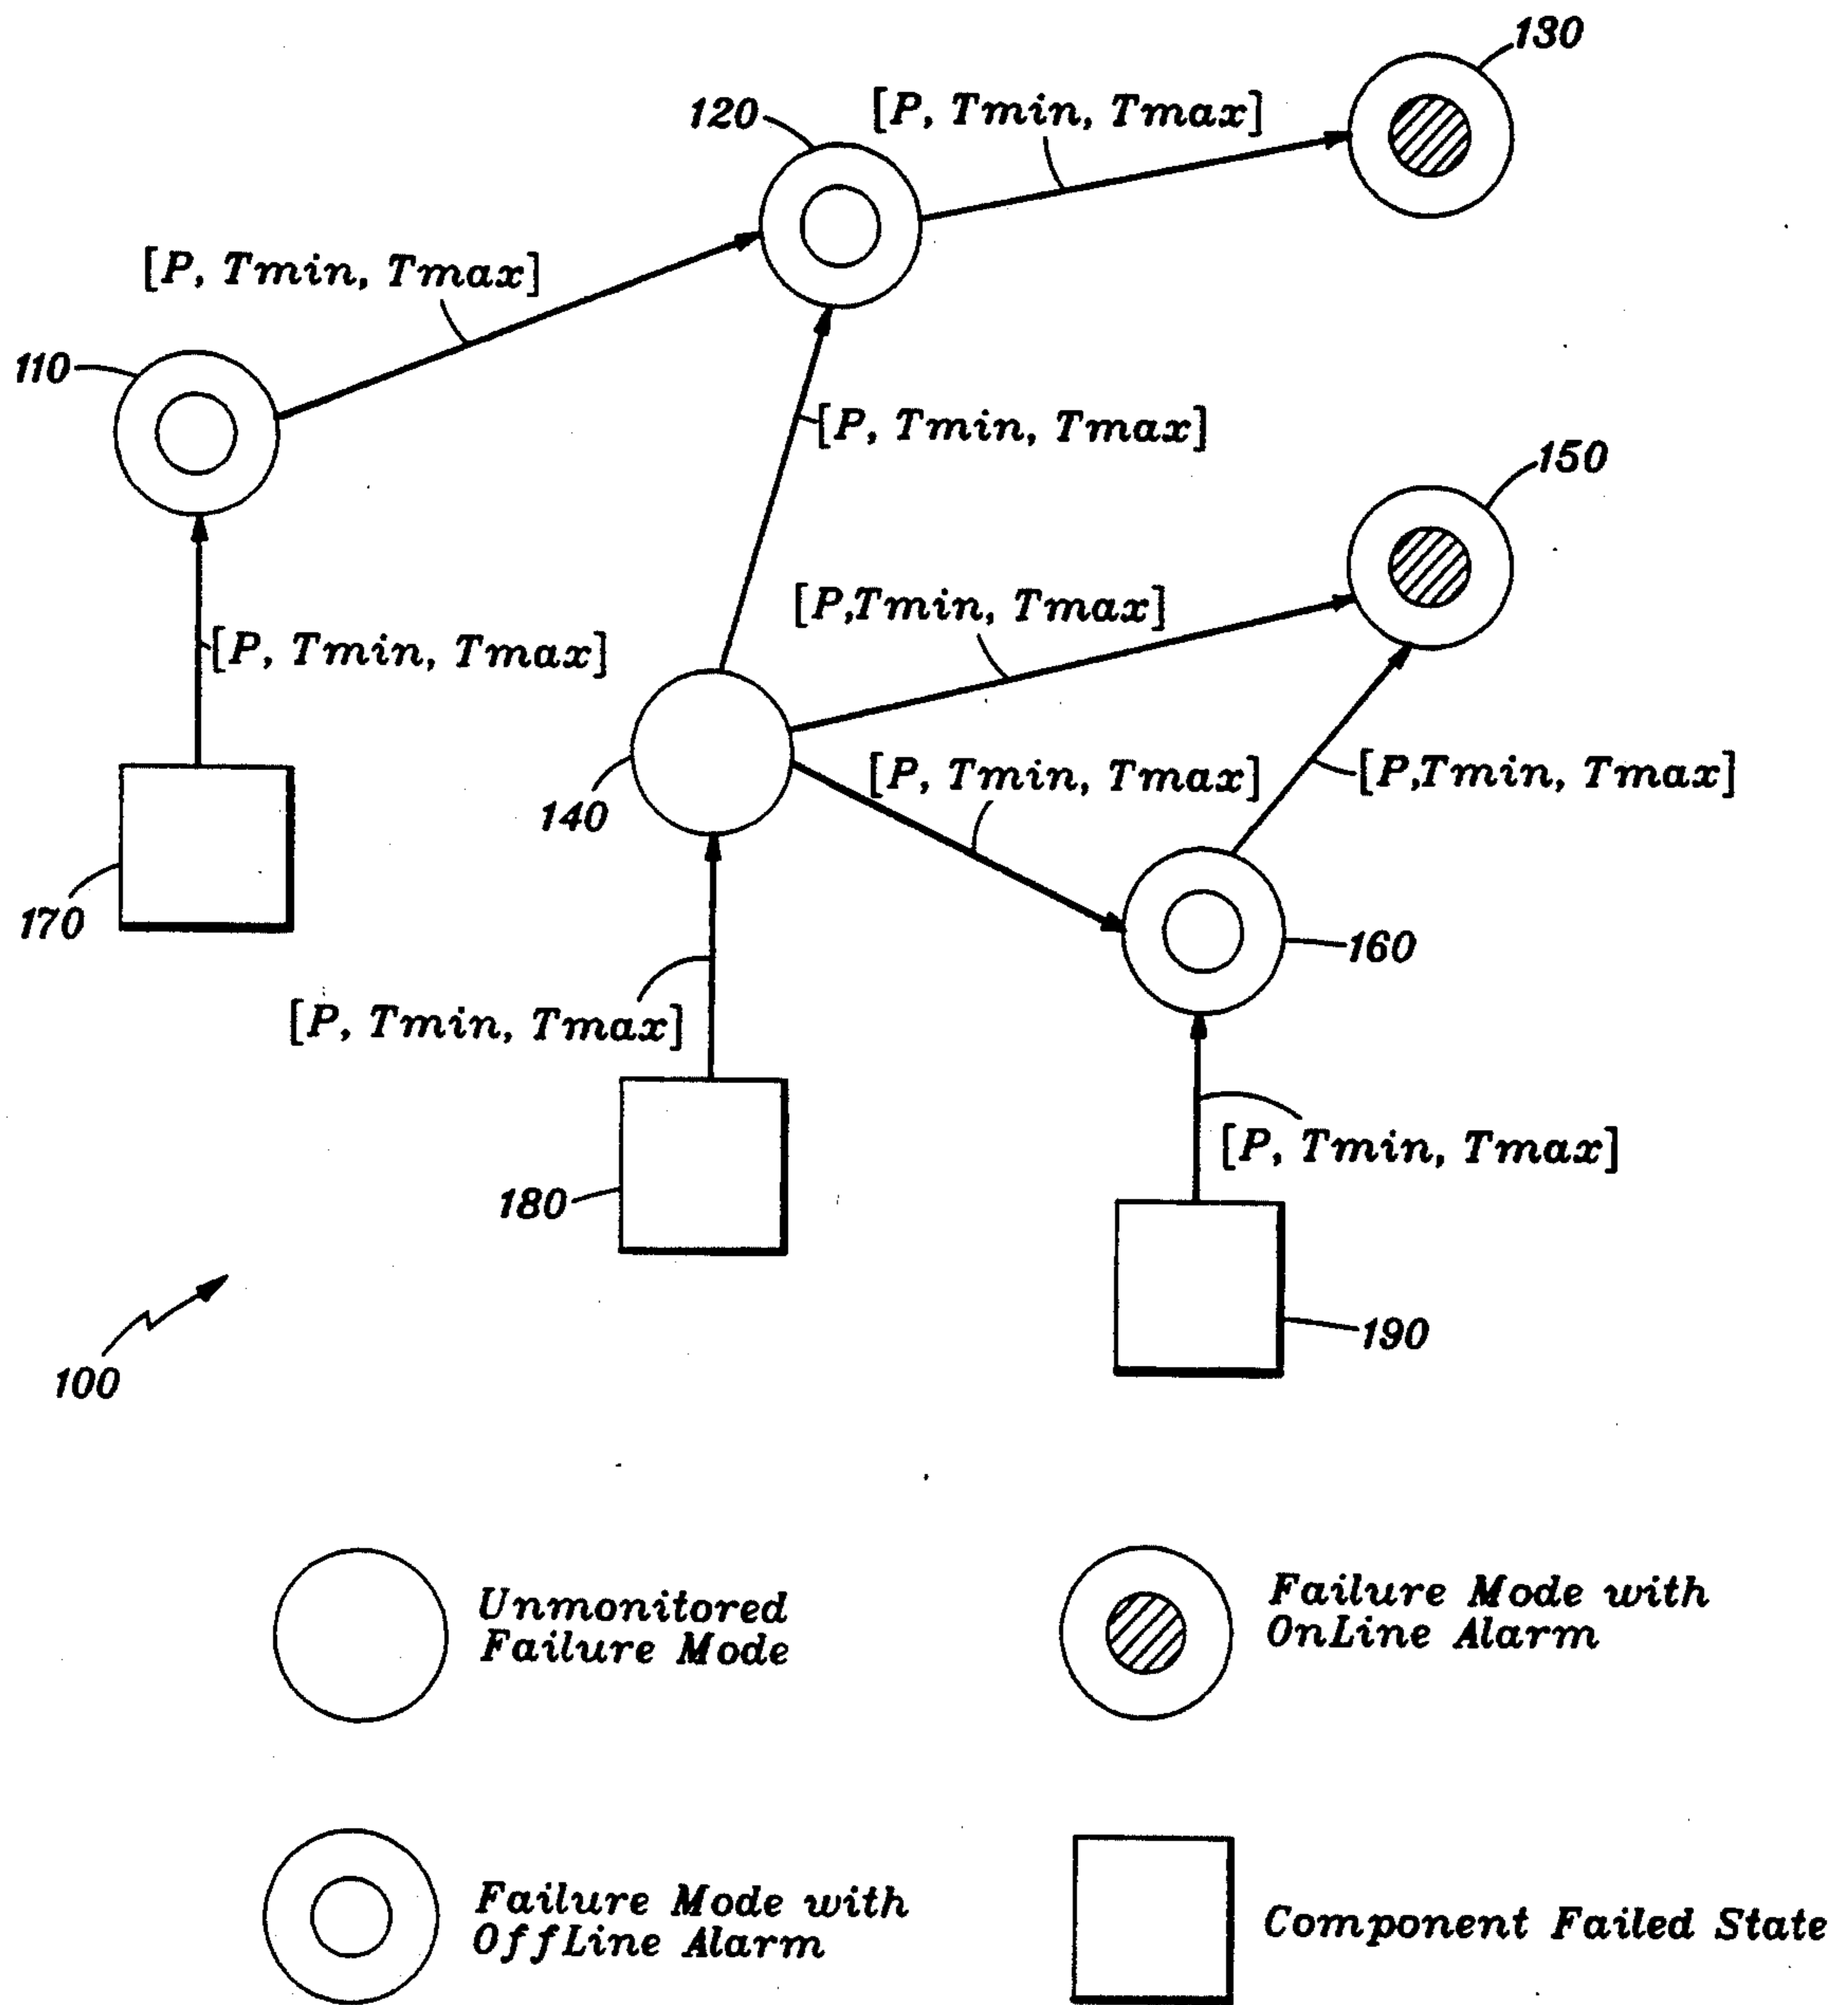 130
120
[P, Tmin, Tmax]
[P, Tmin, Tmax]
110
[P, Tmin, Tmax]
150
[P,Tmin, Tmax]
[P, Tmin, Tmax]
[P, Tmin, Tmax]
[P,Tmin, Tmax]
140
170
160
[P, Tmin, Tmax]
[P, Tmin, Tmax]
180
190
100
Unmonitored
Failure Mode
Failure Mode with
OnLine Alarm
Failure Mode with
OffLine Alarm
Component Failed State